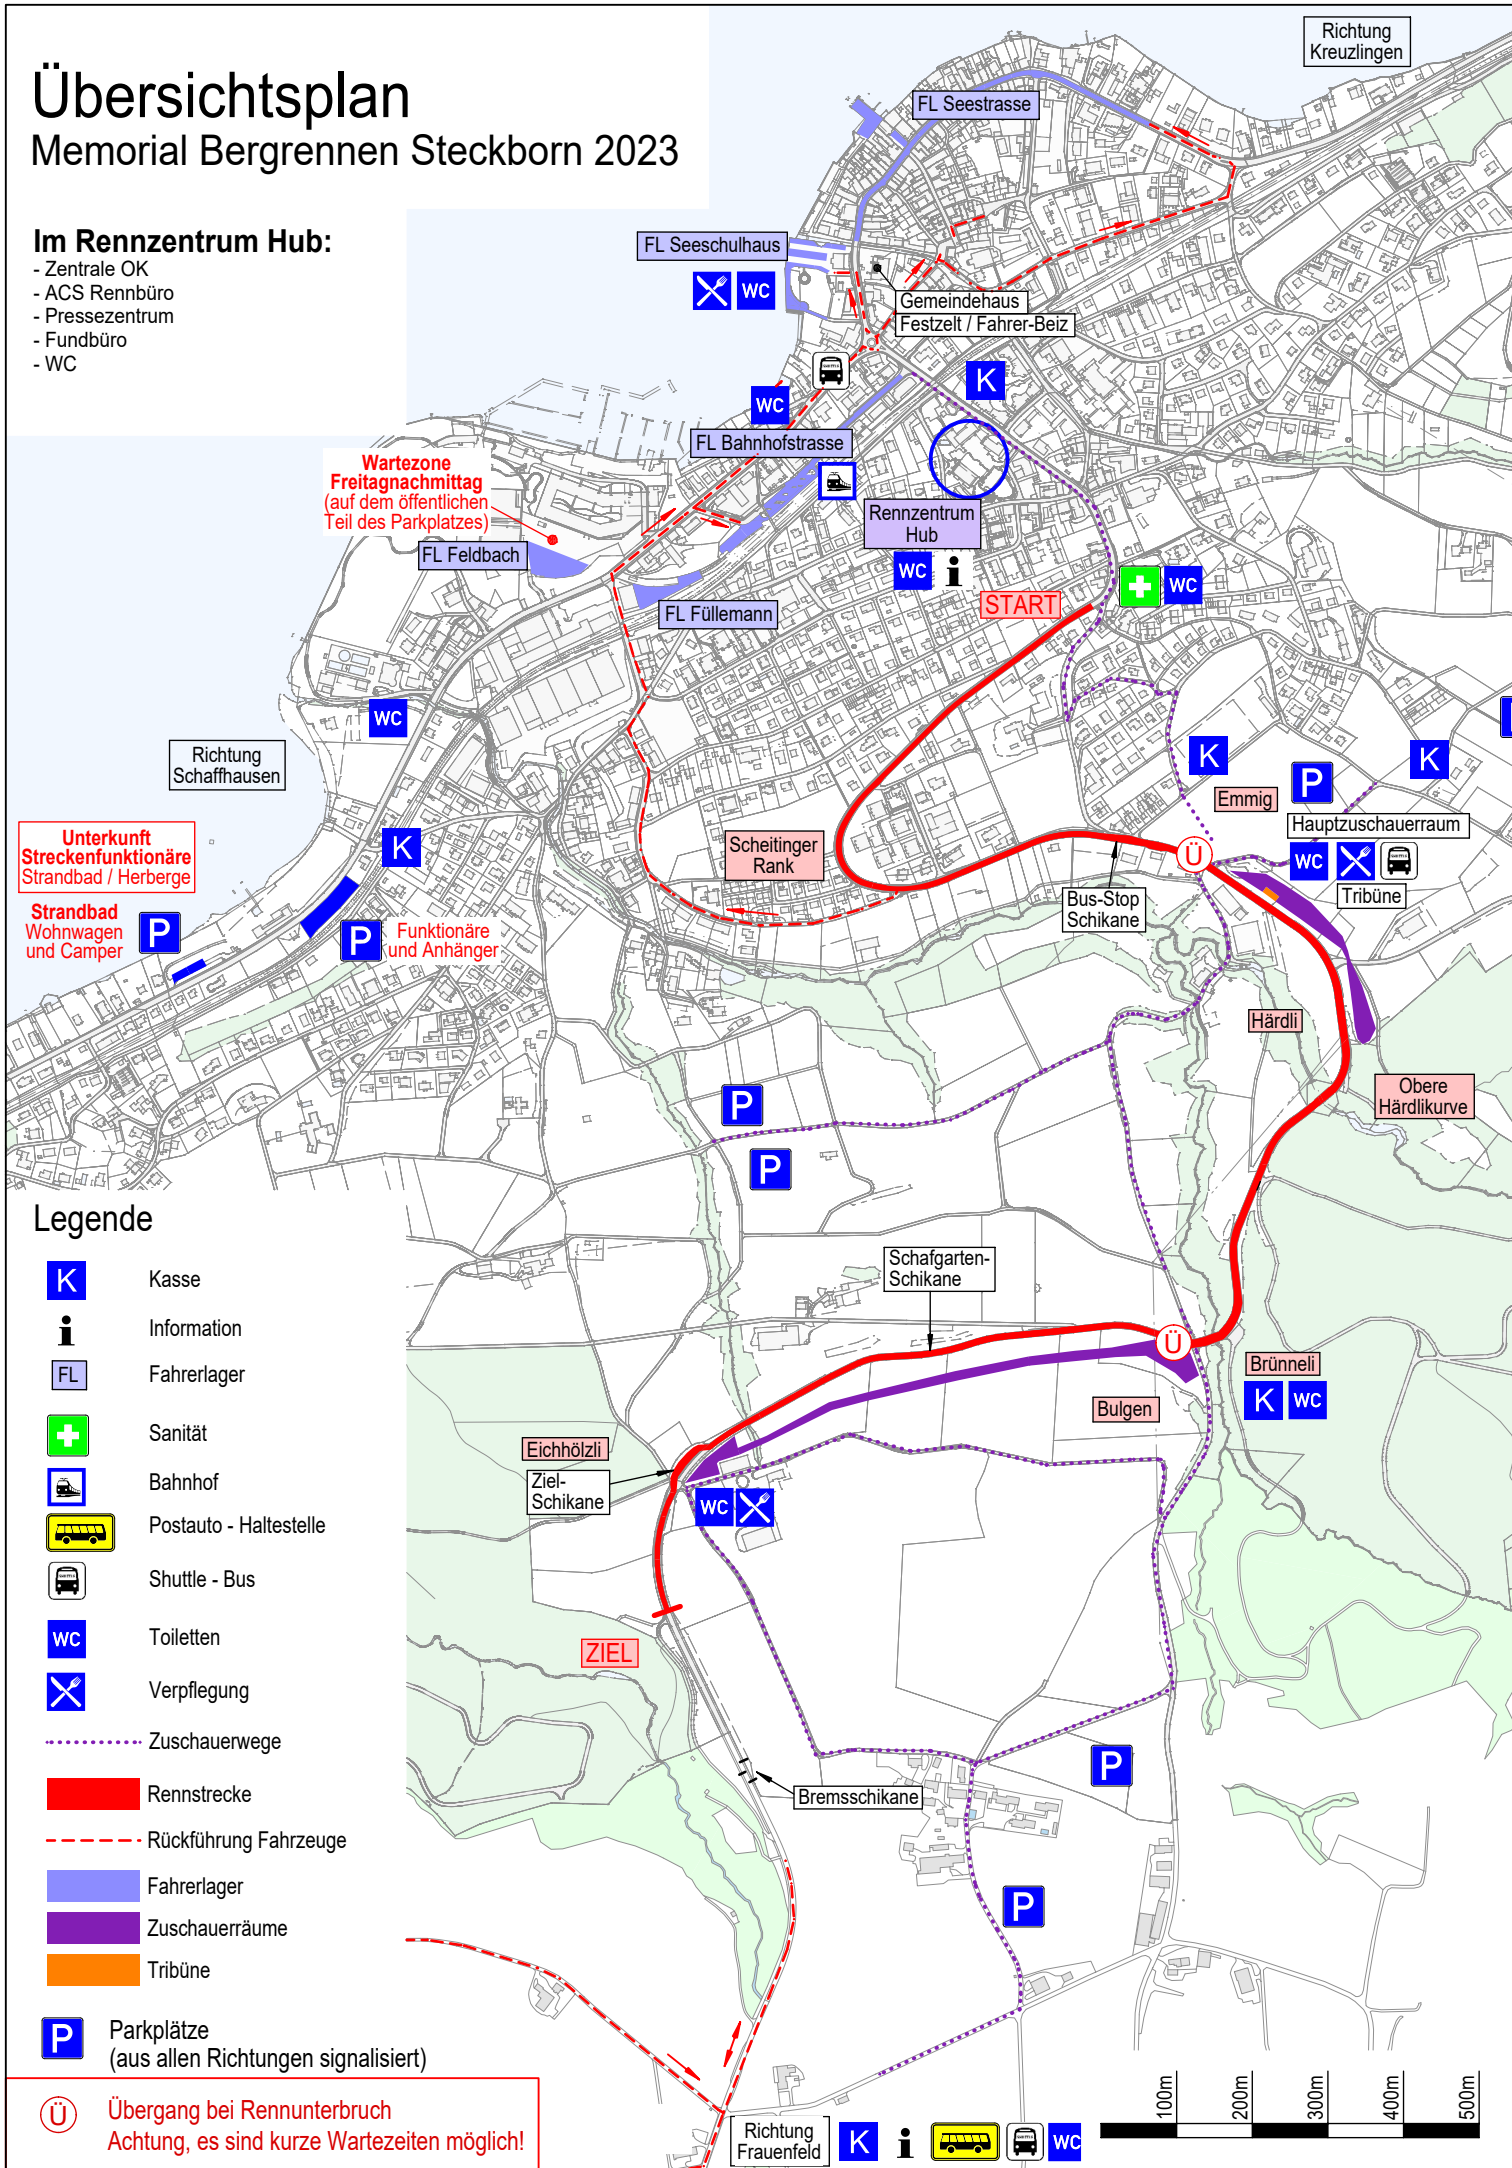 Übersichtsplan
Memorial Bergrennen Steckborn 2023
Im Rennzentrum Hub:
- Zentrale OK
- ACS Rennbüro
- Pressezentrum
- Fundbüro
- WC
Richtung
Kreuzlingen
FL Seestrasse
FL Seeschulhaus
WC
Gemeindehaus
Festzelt / Fahrer-Beiz
K
WC
FL Bahnhofstrasse
Wartezone
Freitagnachmittag
(auf dem öffentlichen
Teil des Parkplatzes)
FL Feldbach
FL Füllemann
Rennzentrum
Hub
WC
i
START
WC
WC
Richtung
Schaffhausen
K
K
P
Emmig
Hauptzuschauerraum
WC
Tribüne
Ü
Unterkunft
Streckenfunktionäre
Strandbad / Herberge
K
Strandbad
Wohnwagen
und Camper
P
P
Funktionäre
und Anhänger
Scheitinger
Rank
Bus-Stop
Schikane
Härdli
Obere
Härdlikurve
P
P
Schafgarten-
Schikane
Ü
Brünneli
K
WC
Bulgen
Eichhölzli
Ziel-
Schikane
WC
ZIEL
Bremsschikane
P
P
Legende
K
Kasse
i
Information
FL
Fahrerlager
Sanität
Bahnhof
Postauto - Haltestelle
Shuttle - Bus
WC
Toiletten
Verpflegung
Zuschauerwege
Rennstrecke
Rückführung Fahrzeuge
Fahrerlager
Zuschauerräume
Tribüne
P
Parkplätze
(aus allen Richtungen signalisiert)
Ü
Übergang bei Rennunterbruch
Achtung, es sind kurze Wartezeiten möglich!
Richtung
Frauenfeld
K
i
WC
100m
200m
300m
400m
500m